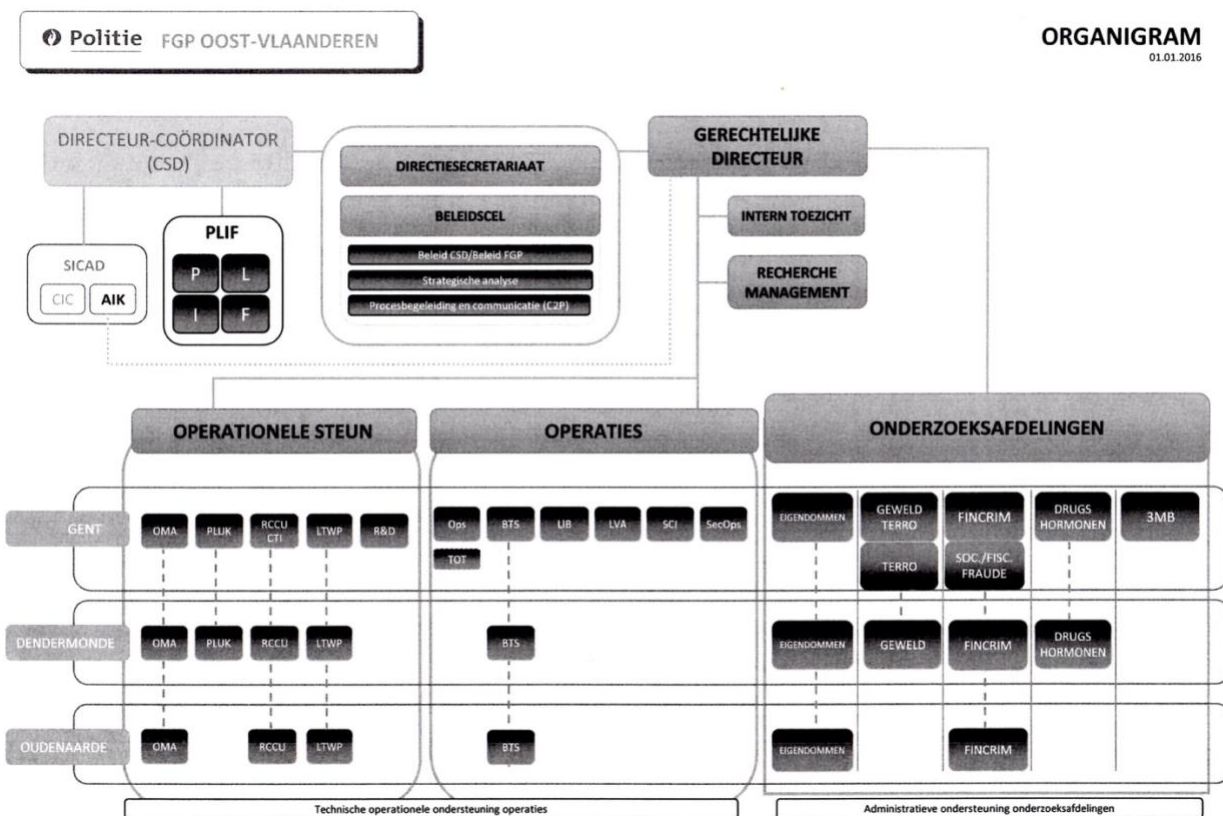 Politie FGP OOST-VLAANDEREN
ORGANIGRAM
01.01.2016
DIRECTEUR-COÖRDINATOR
(CSD)
DIRECTIESECRETARIAAT
GERECHTELIJKE
DIRECTEUR
BELEIDSCEL
INTERN TOEZICHT
PLIF
Beleid CSD/Beleid FGP
SICAD
P L
Strategische analyse
RECHERCHE
MANAGEMENT
CIC AIK
I F
Procesbegeleiding en communicatie (C2P)
OPERATIONELE STEUN
OPERATIES
ONDERZOEKSAFDELINGEN
GENT
OMA
PLUK
RCCU
CTI
LTWP
R&D
Ops
BTS
UB
LVA
SCI
SecOps
TOT
EIGENDOMMEN
GEWELD
TERRO
FINCRIM
DRUGS
HORMONEN
3MB
TERRO
SOC./FISC.
FRAUDE
DENDERMONDE
OMA
PLUK
RCCU
LTWP
BTS
EIGENDOMMEN
GEWELD
FINCRIM
DRUGS
HORMONEN
OUDENAARDE
OMA
RCCU
LTWP
BTS
EIGENDOMMEN
FINCRIM
Technische operationele ondersteuning operaties
Administratieve ondersteuning onderzoeksafdelingen